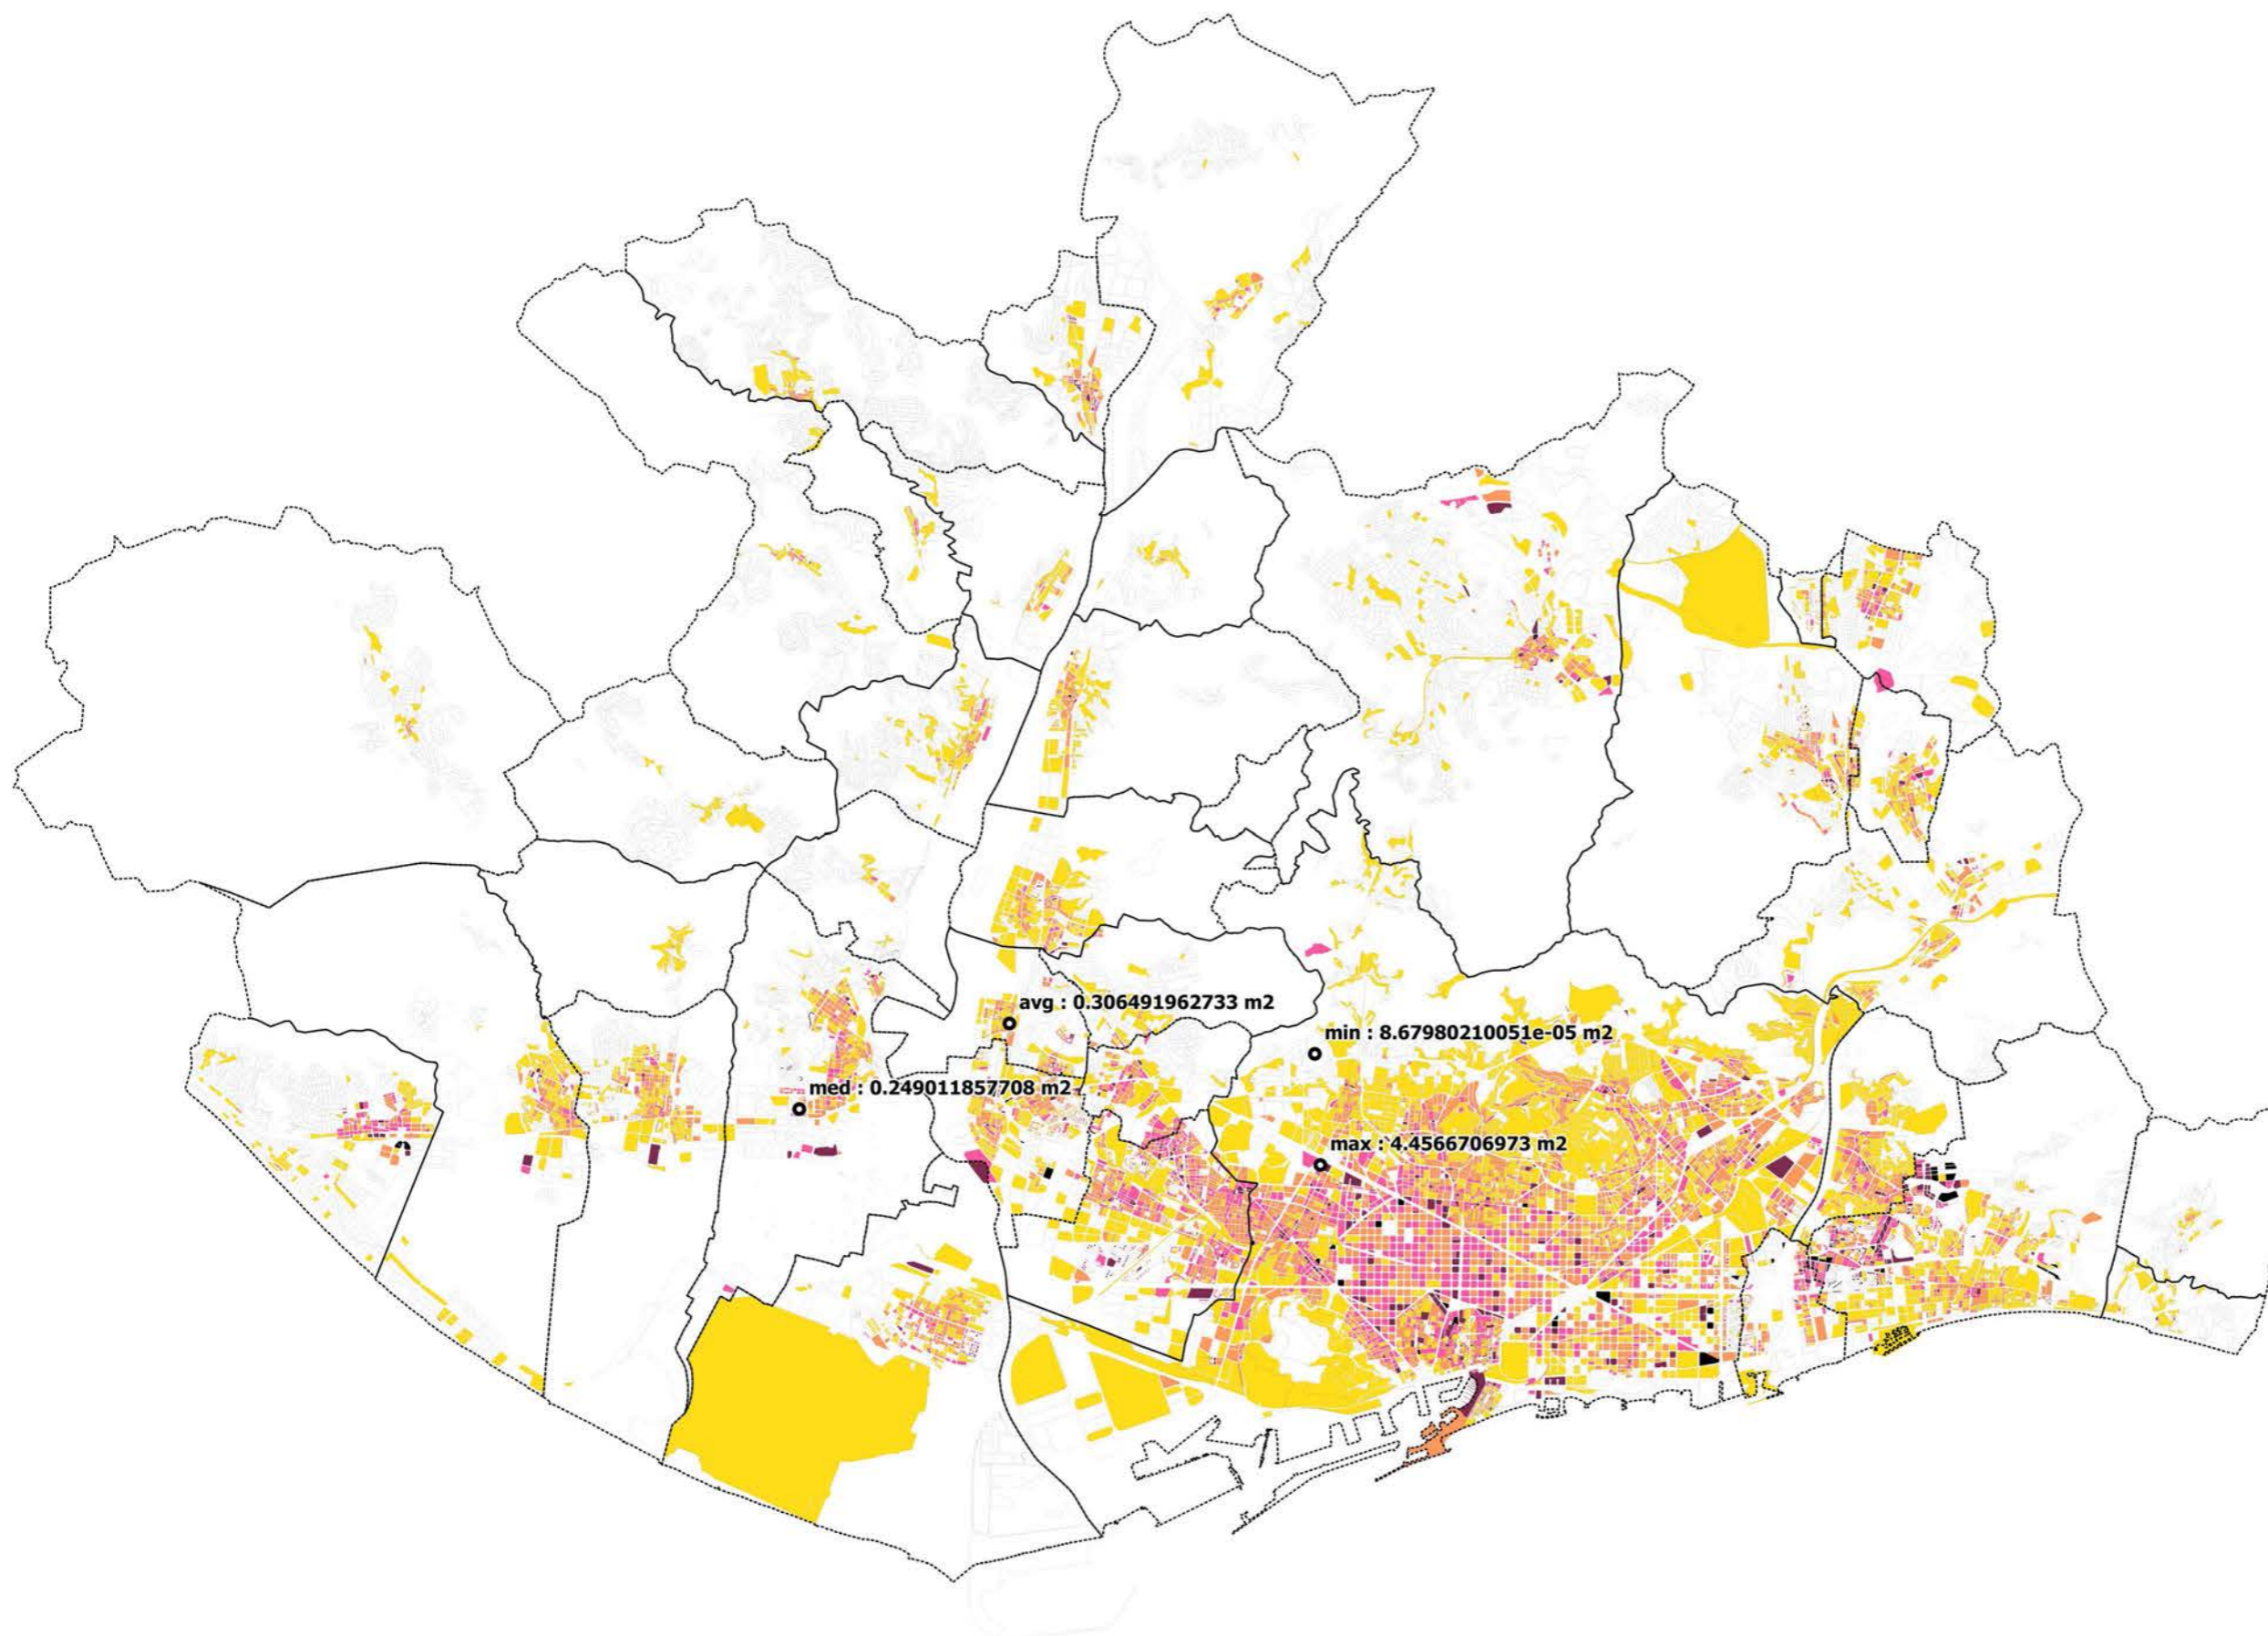 avg : 0.306491962733 m2
min : 8.67980210051e-05 m2
med : 0.249011857708 m2
max : 4.4566706973 m2